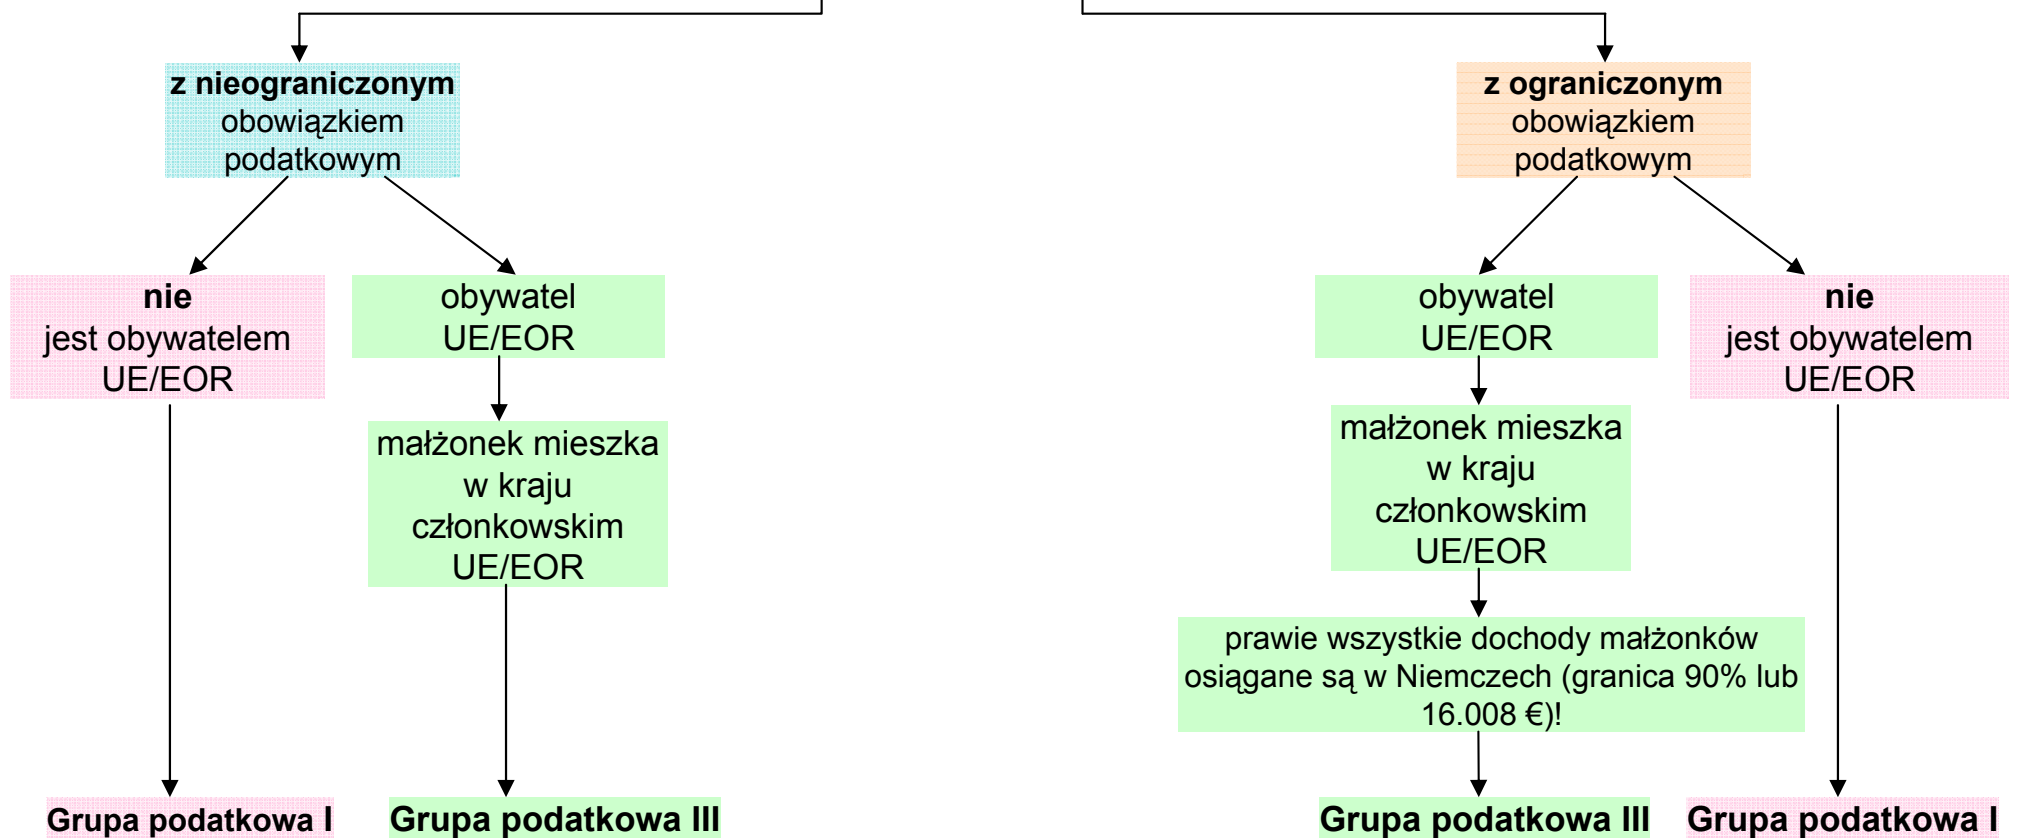 z nieograniczonym
obowiązkiem
podatkowym
z ograniczonym
obowiązkiem
podatkowym
nie
jest obywatelem
UE/EOR
obywatel
UE/EOR
obywatel
UE/EOR
nie
jest obywatelem
UE/EOR
małżonek mieszka
w kraju
członkowskim
UE/EOR
małżonek mieszka
w kraju
członkowskim
UE/EOR
prawie wszystkie dochody małżonków
osiągane są w Niemczech (granica 90% lub
16.008 €)!
Grupa podatkowa I
Grupa podatkowa III
Grupa podatkowa III
Grupa podatkowa I